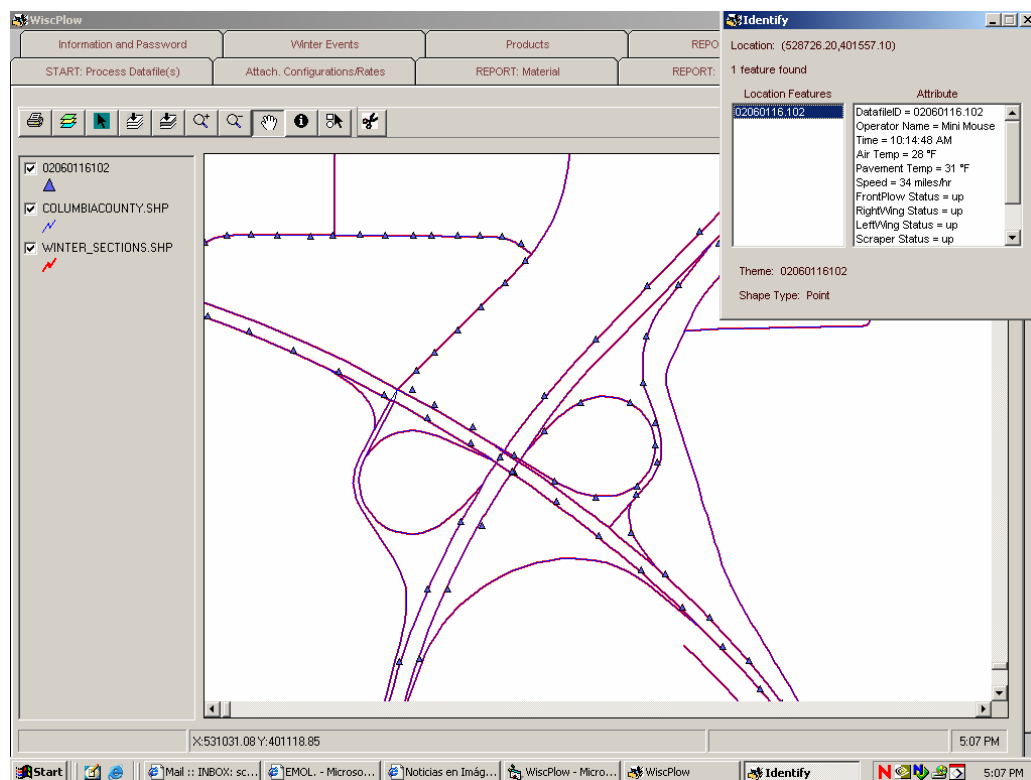 WiscPlow
Information and Password
Winter Events
Products
REPO
START: Process Datafile(s)
Attach. Configurations/Rates
REPORT: Material
REPORT:
02060116102
COLUMBIACOUNTY.SHP
WINTER_SECTIONS.SHP
X:531031.08 Y:401118.85
5:07 PM
Identify
Location: (528726.20,401557.10)
1 feature found
Location Features
Attribute
02060116.102
DatafileID = 02060116.102
Operator Name = Mini Mouse
Time = 10:14:48 AM
Air Temp = 28 °F
Pavement Temp = 31 °F
Speed = 34 miles/hr
FrontPlow Status = up
RightWing Status = up
LeftWing Status = up
Scraper Status = up
Theme: 02060116102
Shape Type: Point
Start
Mail :: INBOX: sc...
EMOL. - Microso...
Noticias en Imág...
WiscPlow - Micro...
WiscPlow
Identify
5:07 PM